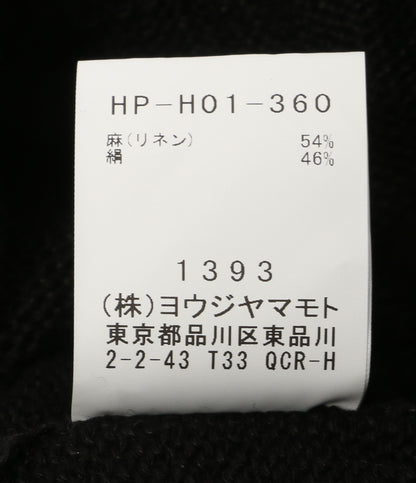 HP-H01-360
麻(リネン) 54%
絹 46%
1393
(株)ヨウジヤマモト
東京都品川区東品川
2-2-43 T33 QCR-H